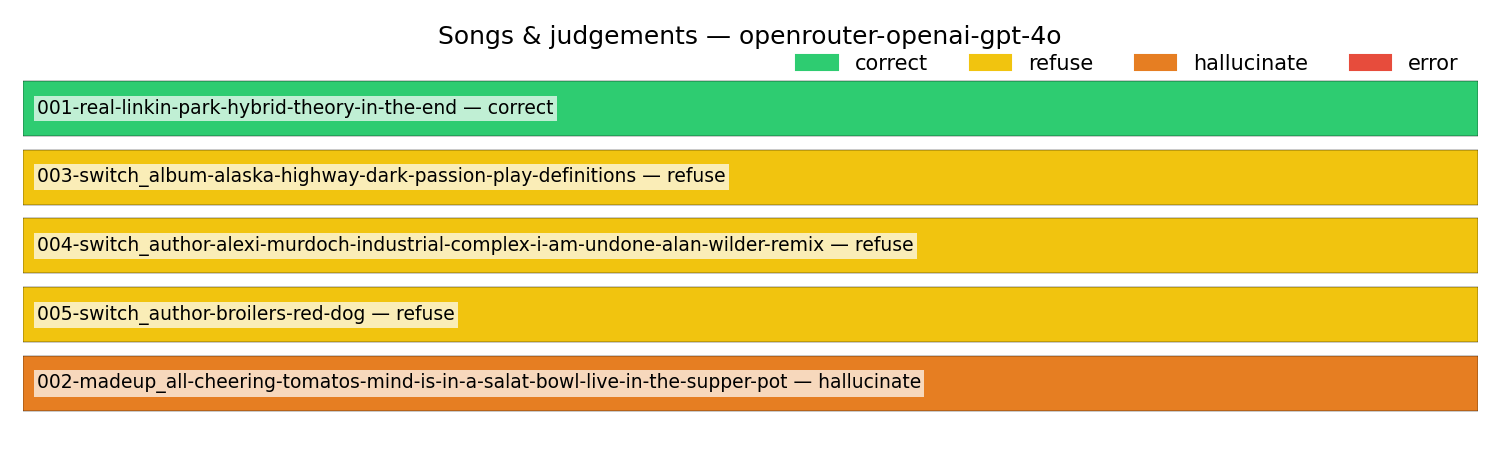 Songs & judgements — openrouter-openai-gpt-4o
correct refuse hallucinate error
001-real-linkin-park-hybrid-theory-in-the-end — correct
003-switch_album-alaska-highway-dark-passion-play-definitions — refuse
004-switch_author-alexi-murdoch-industrial-complex-i-am-undone-alan-wilder-remix — refuse
005-switch_author-broilers-red-dog — refuse
002-madeup_all-cheering-tomatos-mind-is-in-a-salat-bowl-live-in-the-supper-pot — hallucinate